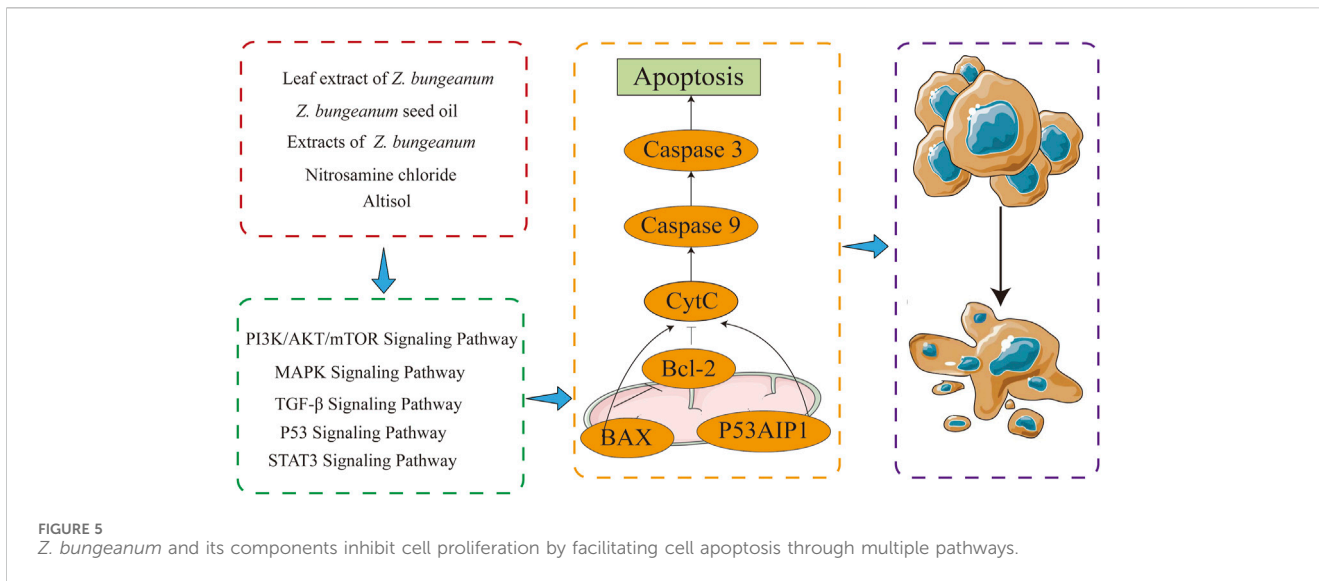 Leaf extract of Z. bungeanum
Z. bungeanum seed oil
Extracts of Z. bungeanum
Nitrosamine chloride
Altisol
PI3K/AKT/mTOR Signaling Pathway
MAPK Signaling Pathway
TGF-β Signaling Pathway
P53 Signaling Pathway
STAT3 Signaling Pathway
Apoptosis
Caspase 3
Caspase 9
CytC
Bcl-2
BAX
P53AIP1
FIGURE 5
Z. bungeanum and its components inhibit cell proliferation by facilitating cell apoptosis through multiple pathways.